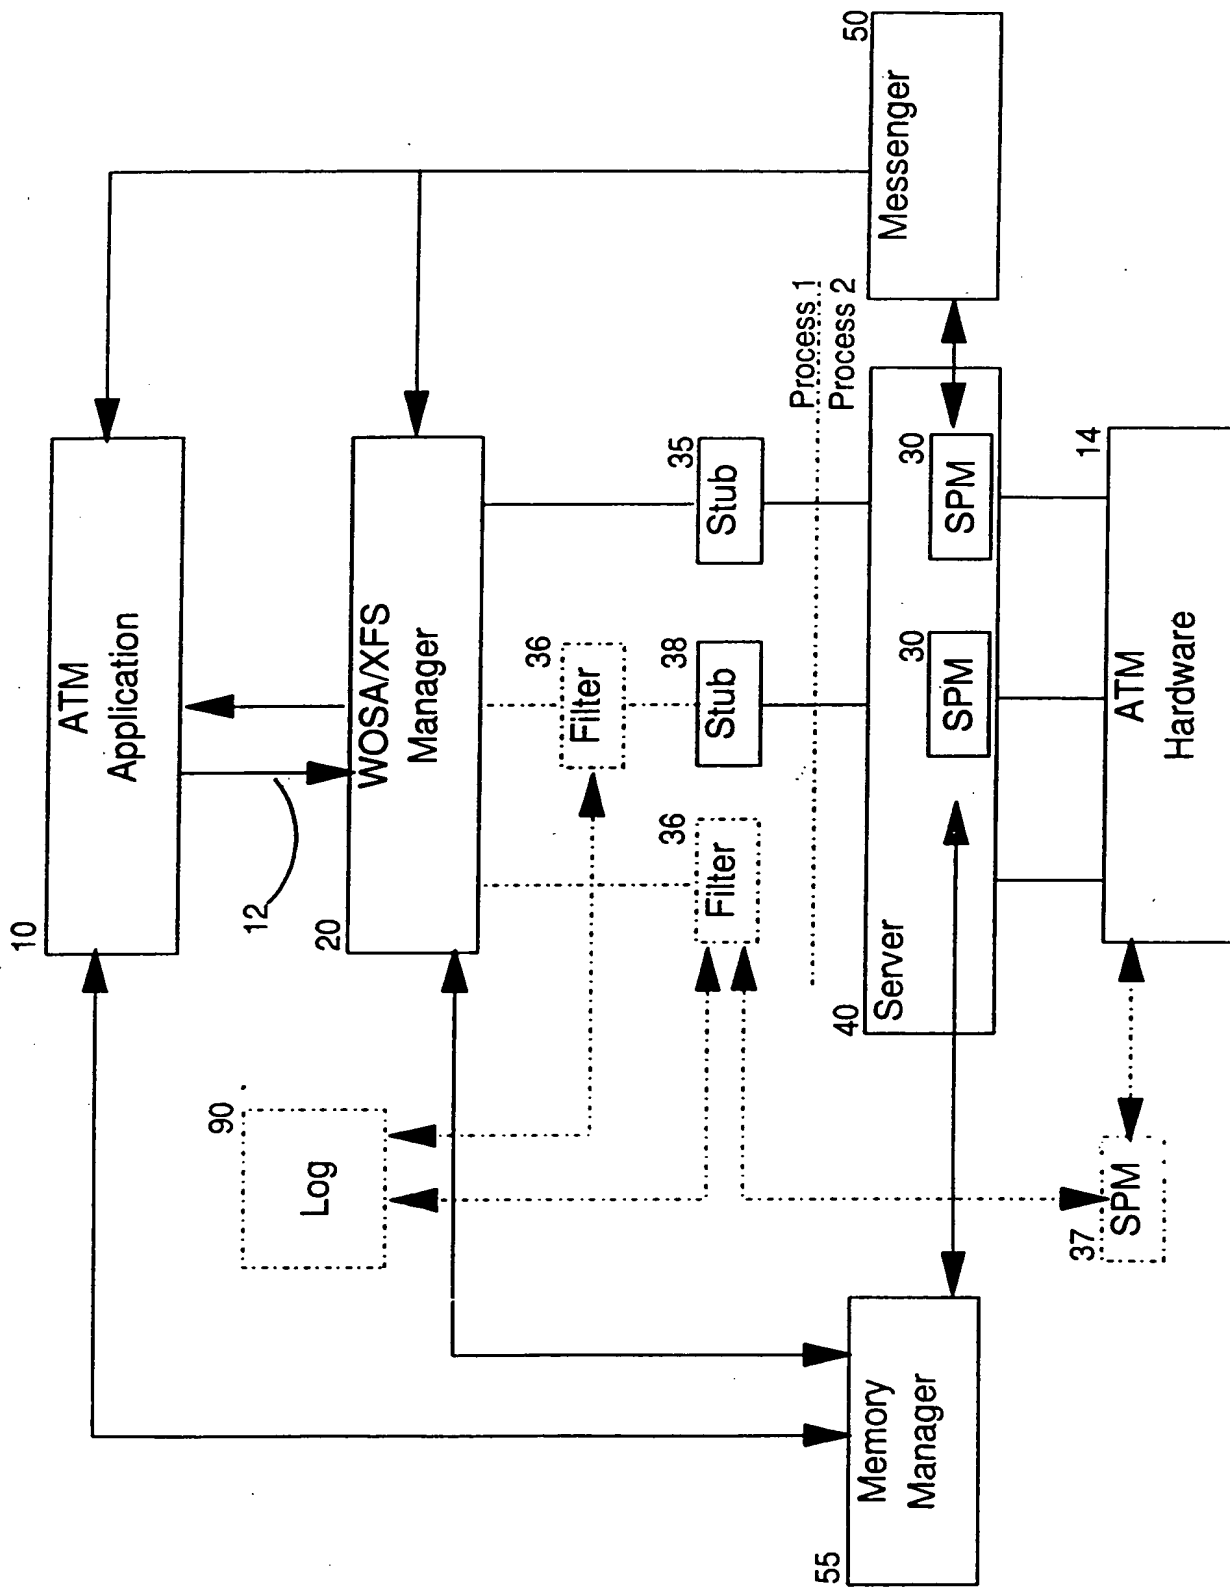 10
ATM
Application
12
20
WOSA/XFS
Manager
90
Log
36
Filter
36
Filter
38
Stub
35
Stub
Process 1
Process 2
40
Server
30
SPM
30
SPM
50
Messenger
55
Memory
Manager
37
SPM
14
ATM
Hardware